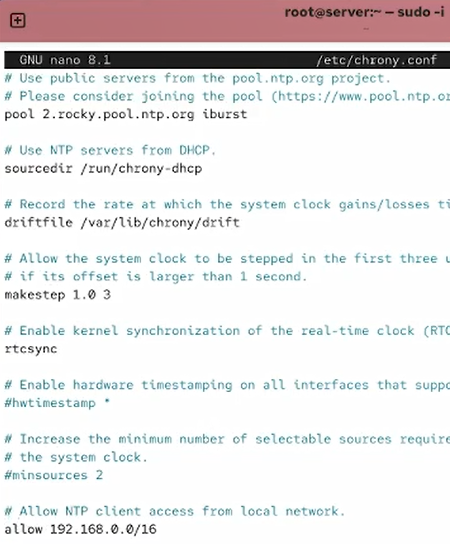 root@server:~ — sudo -i
GNU nano 8.1 /etc/chrony.conf
# Use public servers from the pool.ntp.org project.
# Please consider joining the pool (https://www.pool.ntp.or
pool 2.rocky.pool.ntp.org iburst
# Use NTP servers from DHCP.
sourcedir /run/chrony-dhcp
# Record the rate at which the system clock gains/losses ti
driftfile /var/lib/chrony/drift
# Allow the system clock to be stepped in the first three u
# if its offset is larger than 1 second.
makestep 1.0 3
# Enable kernel synchronization of the real-time clock (RTC
rtcsync
# Enable hardware timestamping on all interfaces that suppo
#hwtimestamp *
# Increase the minimum number of selectable sources require
# the system clock.
#minsources 2
# Allow NTP client access from local network.
allow 192.168.0.0/16